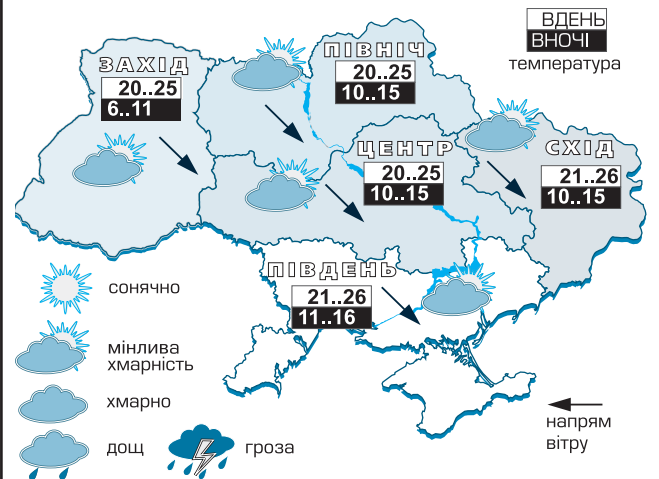 ВДЕНЬ
ВНОЧІ
температура
ПІВНІЧ
20..25
10..15
ЗАХІД
20..25
6..11
ЦЕНТР
20..25
10..15
СХІД
21..26
10..15
ПІВДЕНЬ
21..26
11..16
сонячно
мінлива
хмарність
хмарно
дощ
гроза
напрям
вітру